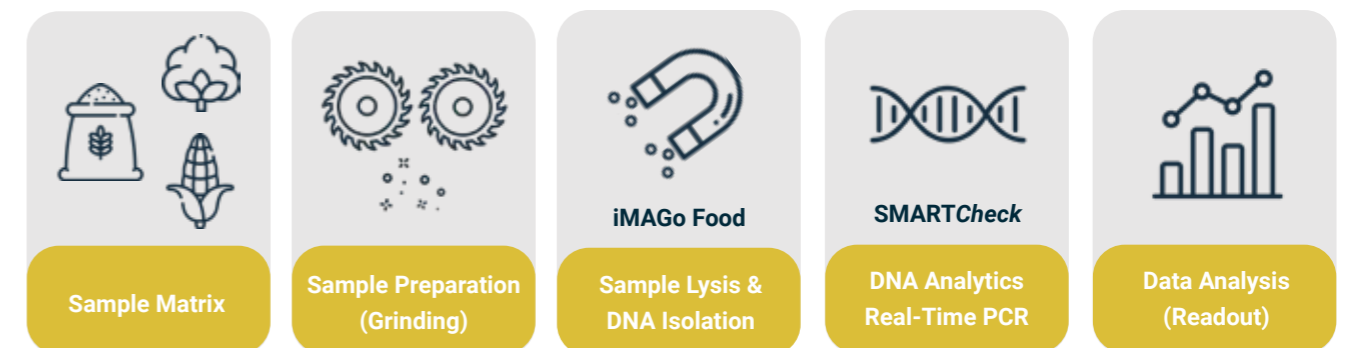 Sample Matrix
Sample Preparation
(Grinding)
iMAGo Food
Sample Lysis &
DNA Isolation
SMARTCheck
DNA Analytics
Real-Time PCR
Data Analysis
(Readout)